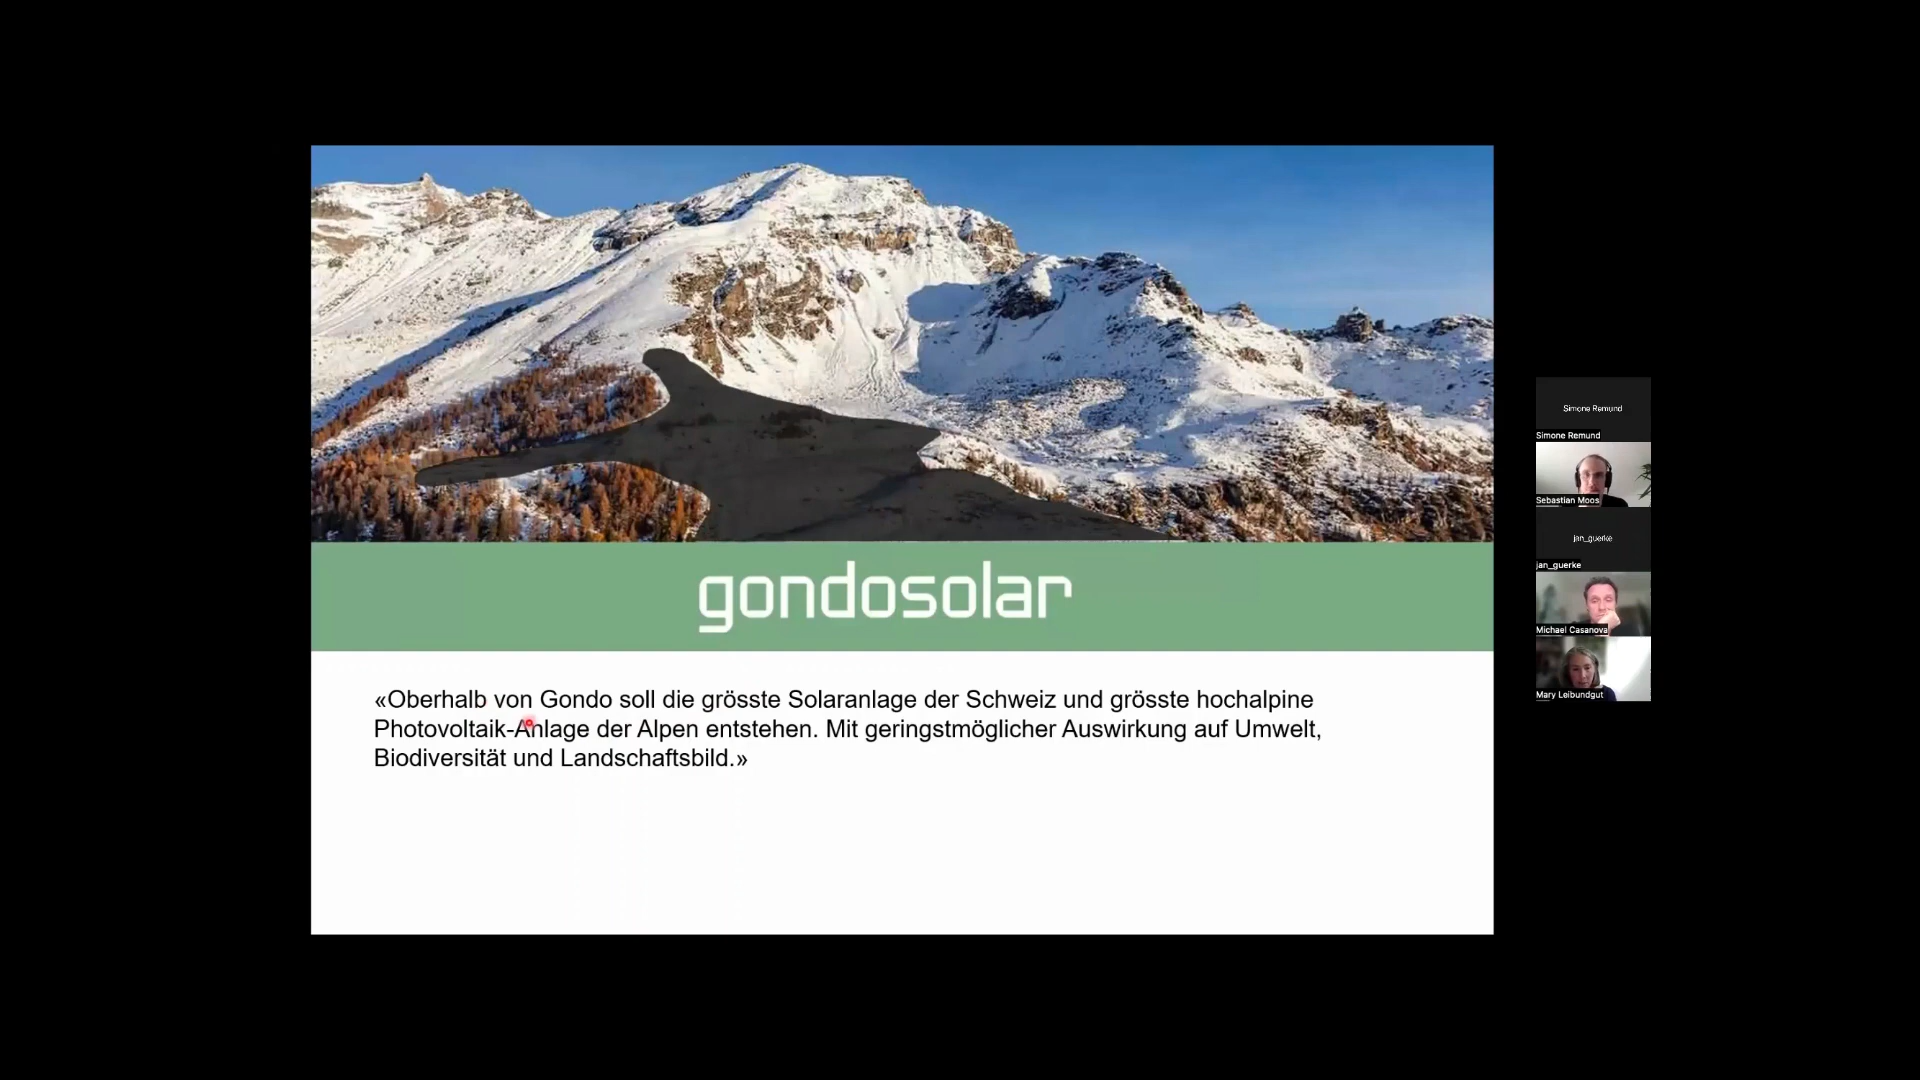 gondosolar
«Oberhalb von Gondo soll die grösste Solaranlage der Schweiz und grösste hochalpine
Photovoltaik-Anlage der Alpen entstehen. Mit geringstmöglicher Auswirkung auf Umwelt,
Biodiversität und Landschaftsbild.»
Simone Remund
Simone Remund
Sebastian Moos
jan_guerke
jan_guerke
Michael Casanova
Mary Leibundgut